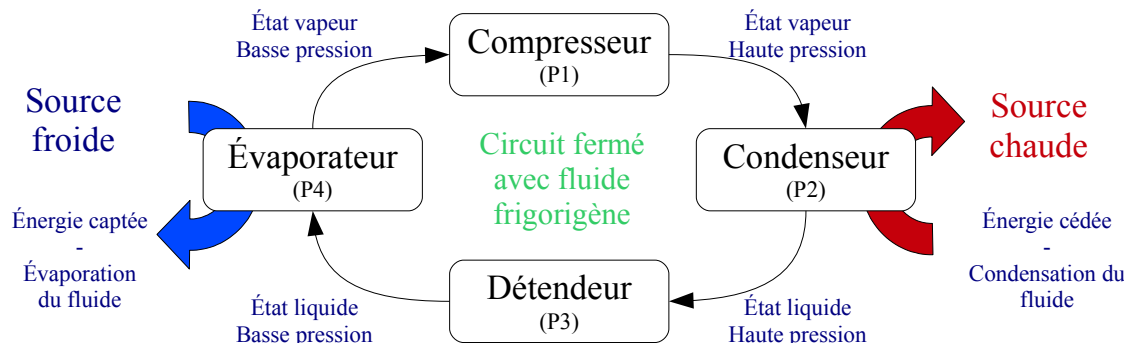 État vapeur
Basse pression
Compresseur
(P1)
État vapeur
Haute pression
Source
froide
Évaporateur
(P4)
Circuit fermé
avec fluide
frigorigène
Condenseur
(P2)
Source
chaude
Énergie captée
-
Évaporation
du fluide
Énergie cédée
-
Condensation du
fluide
État liquide
Basse pression
Détendeur
(P3)
État liquide
Haute pression